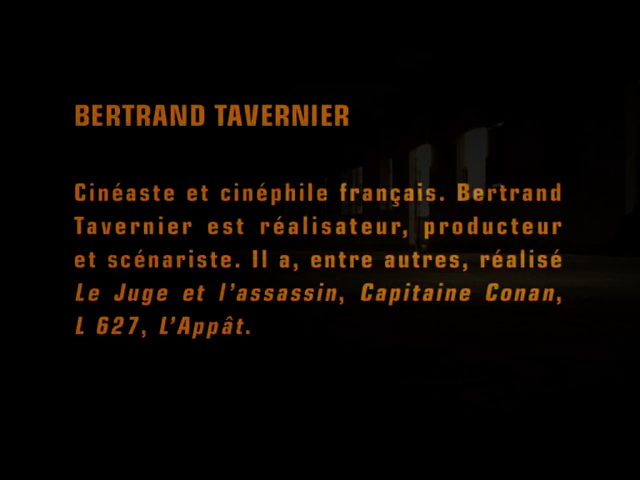 BERTRAND TAVERNIER
Cinéaste et cinéphile français. Bertrand
Tavernier est réalisateur, producteur
et scénariste. Il a, entre autres, réalisé
Le Juge et l'assassin, Capitaine Conan,
L 627, L'Appât.